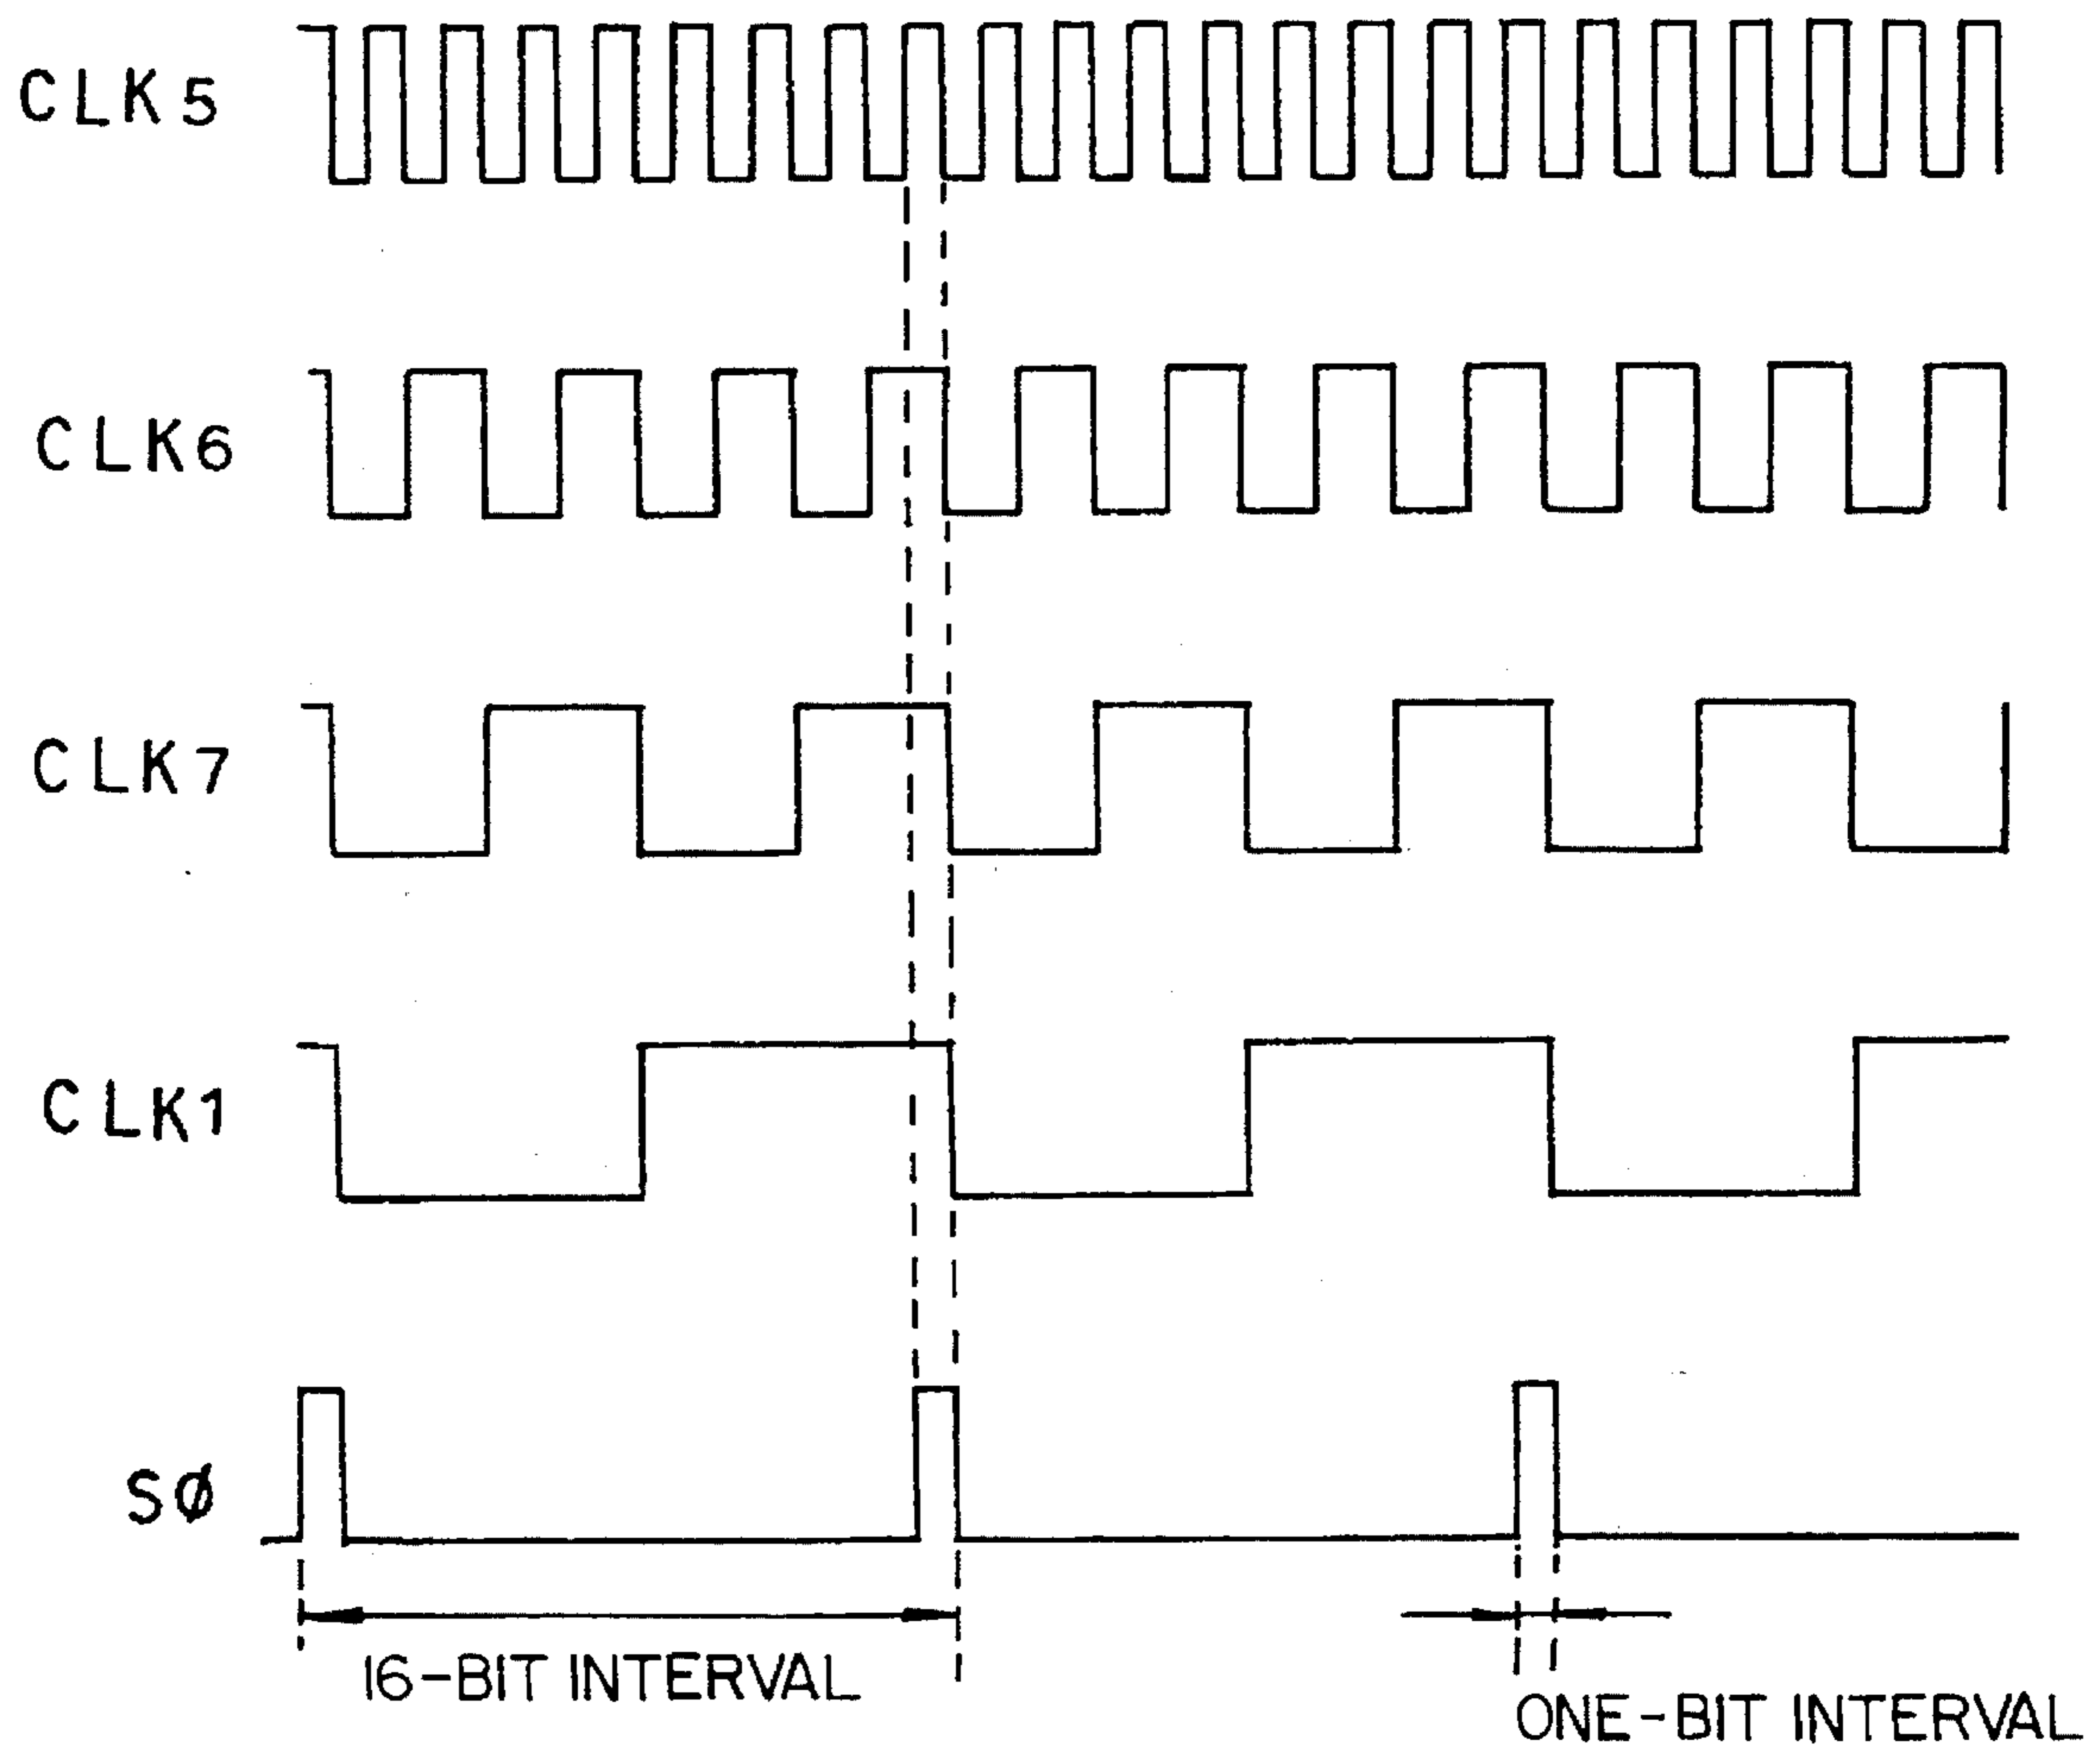 CLK5
CLK6
CLK7
CLK1
SØ
16-BIT INTERVAL
ONE-BIT INTERVAL